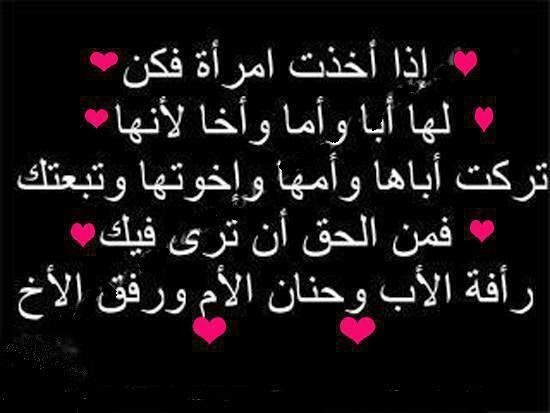 إذا أخذت امرأة فكن
لها أبا وأما وأخا لأنها
تركت أباها وأمها وإخوتها وتبعتك
فمن الحق أن ترى فيك
رأفة الأب وحنان الأم ورفق الأخ